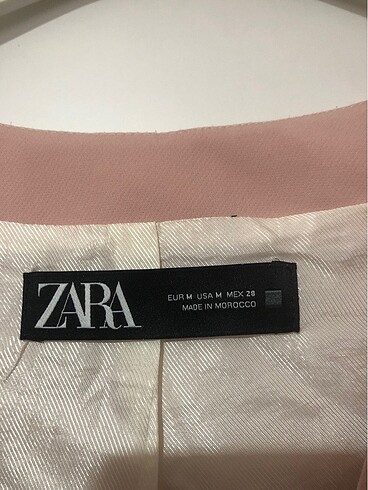 ZARA
EUR M USA M MEX 28
MADE IN MOROCCO